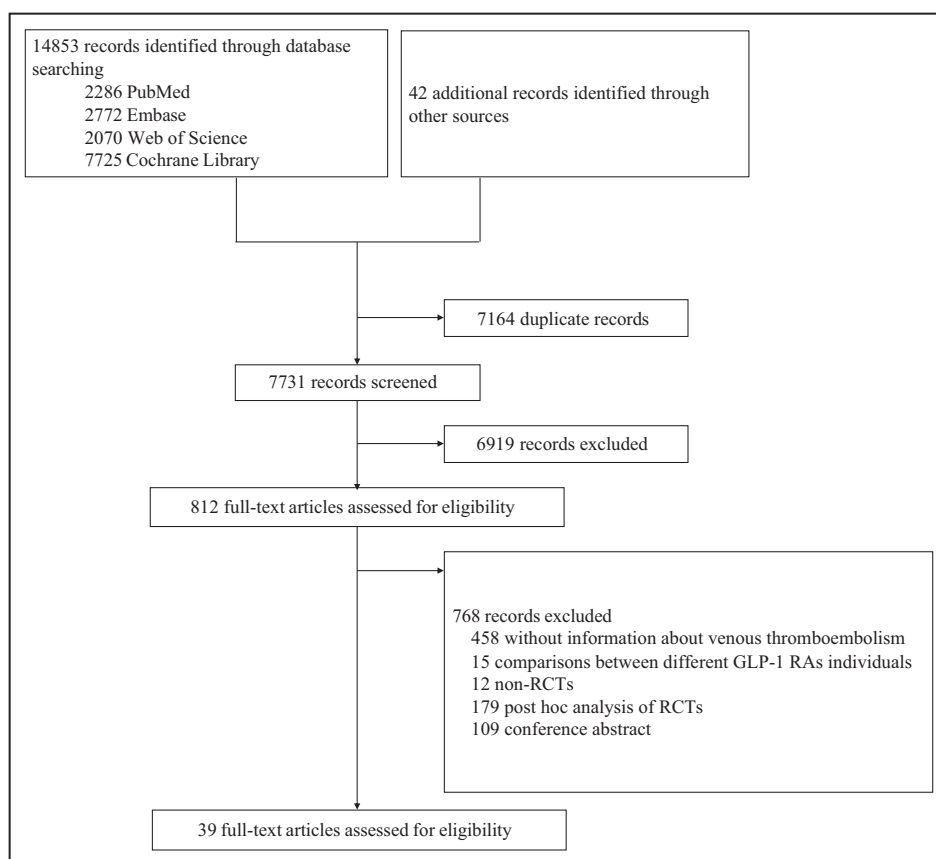 14853 records identified through database
searching
2286 PubMed
2772 Embase
2070 Web of Science
7725 Cochrane Library
42 additional records identified through
other sources
7164 duplicate records
7731 records screened
6919 records excluded
812 full-text articles assessed for eligibility
768 records excluded
458 without information about venous thromboembolism
15 comparisons between different GLP-1 RAs individuals
12 non-RCTs
179 post hoc analysis of RCTs
109 conference abstract
39 full-text articles assessed for eligibility